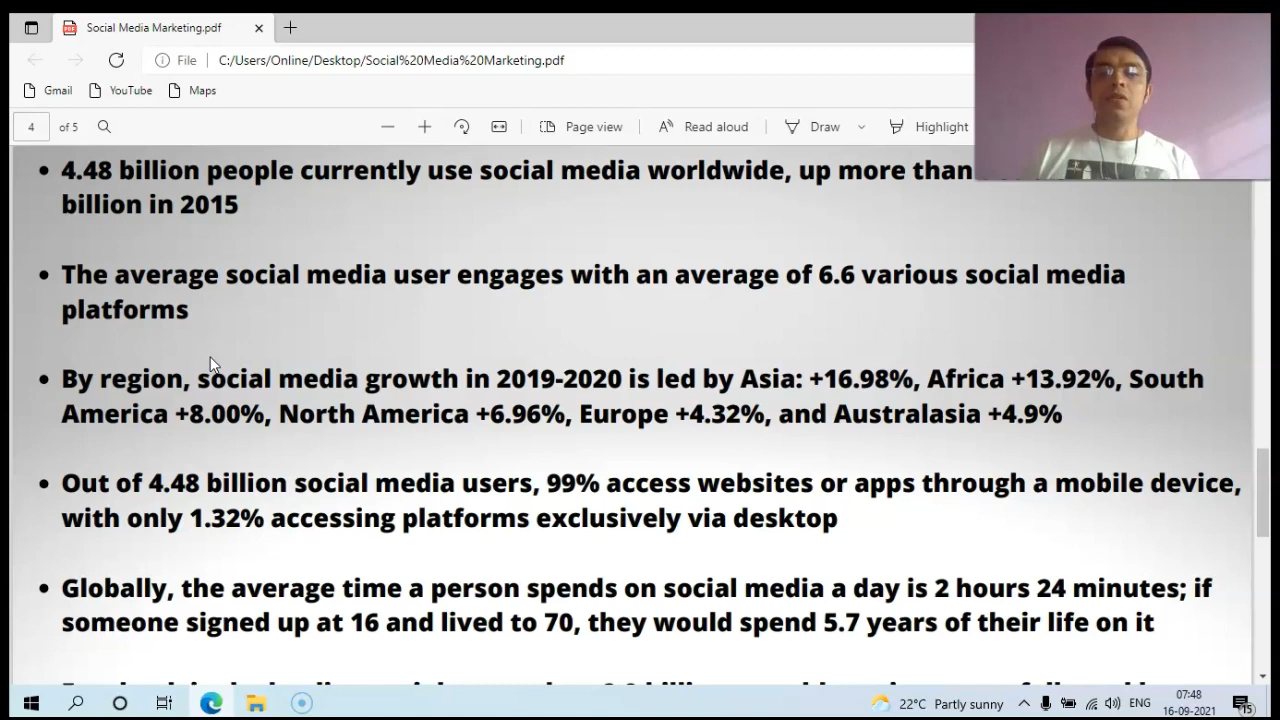 Social Media Marketing.pdf
File C:/Users/Online/Desktop/Social%20Media%20Marketing.pdf
Gmail YouTube Maps
4 of 5 Page view Read aloud Draw Highlight
• 4.48 billion people currently use social media worldwide, up more than
billion in 2015
• The average social media user engages with an average of 6.6 various social media
platforms
• By region, social media growth in 2019-2020 is led by Asia: +16.98%, Africa +13.92%, South
America +8.00%, North America +6.96%, Europe +4.32%, and Australasia +4.9%
• Out of 4.48 billion social media users, 99% access websites or apps through a mobile device,
with only 1.32% accessing platforms exclusively via desktop
• Globally, the average time a person spends on social media a day is 2 hours 24 minutes; if
someone signed up at 16 and lived to 70, they would spend 5.7 years of their life on it
22°C Partly sunny ENG 07:48
16-09-2021 15